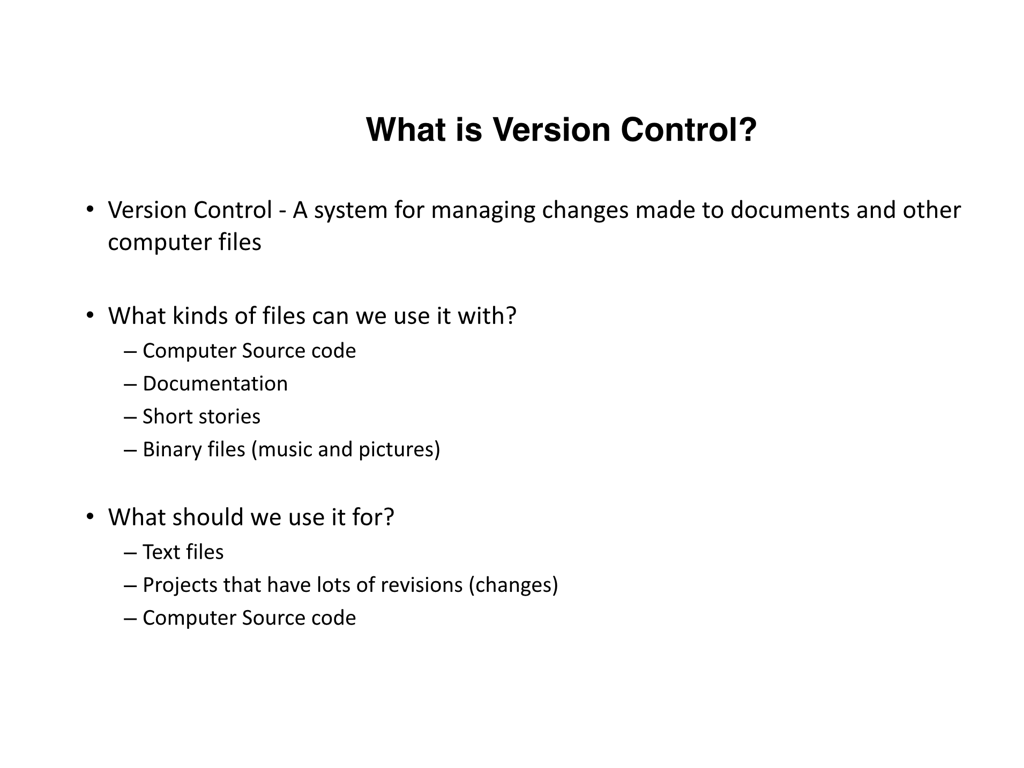 What is Version Control?
• Version Control - A system for managing changes made to documents and other
computer files
• What kinds of files can we use it with?
– Computer Source code
– Documentation
– Short stories
– Binary files (music and pictures)
• What should we use it for?
– Text files
– Projects that have lots of revisions (changes)
– Computer Source code